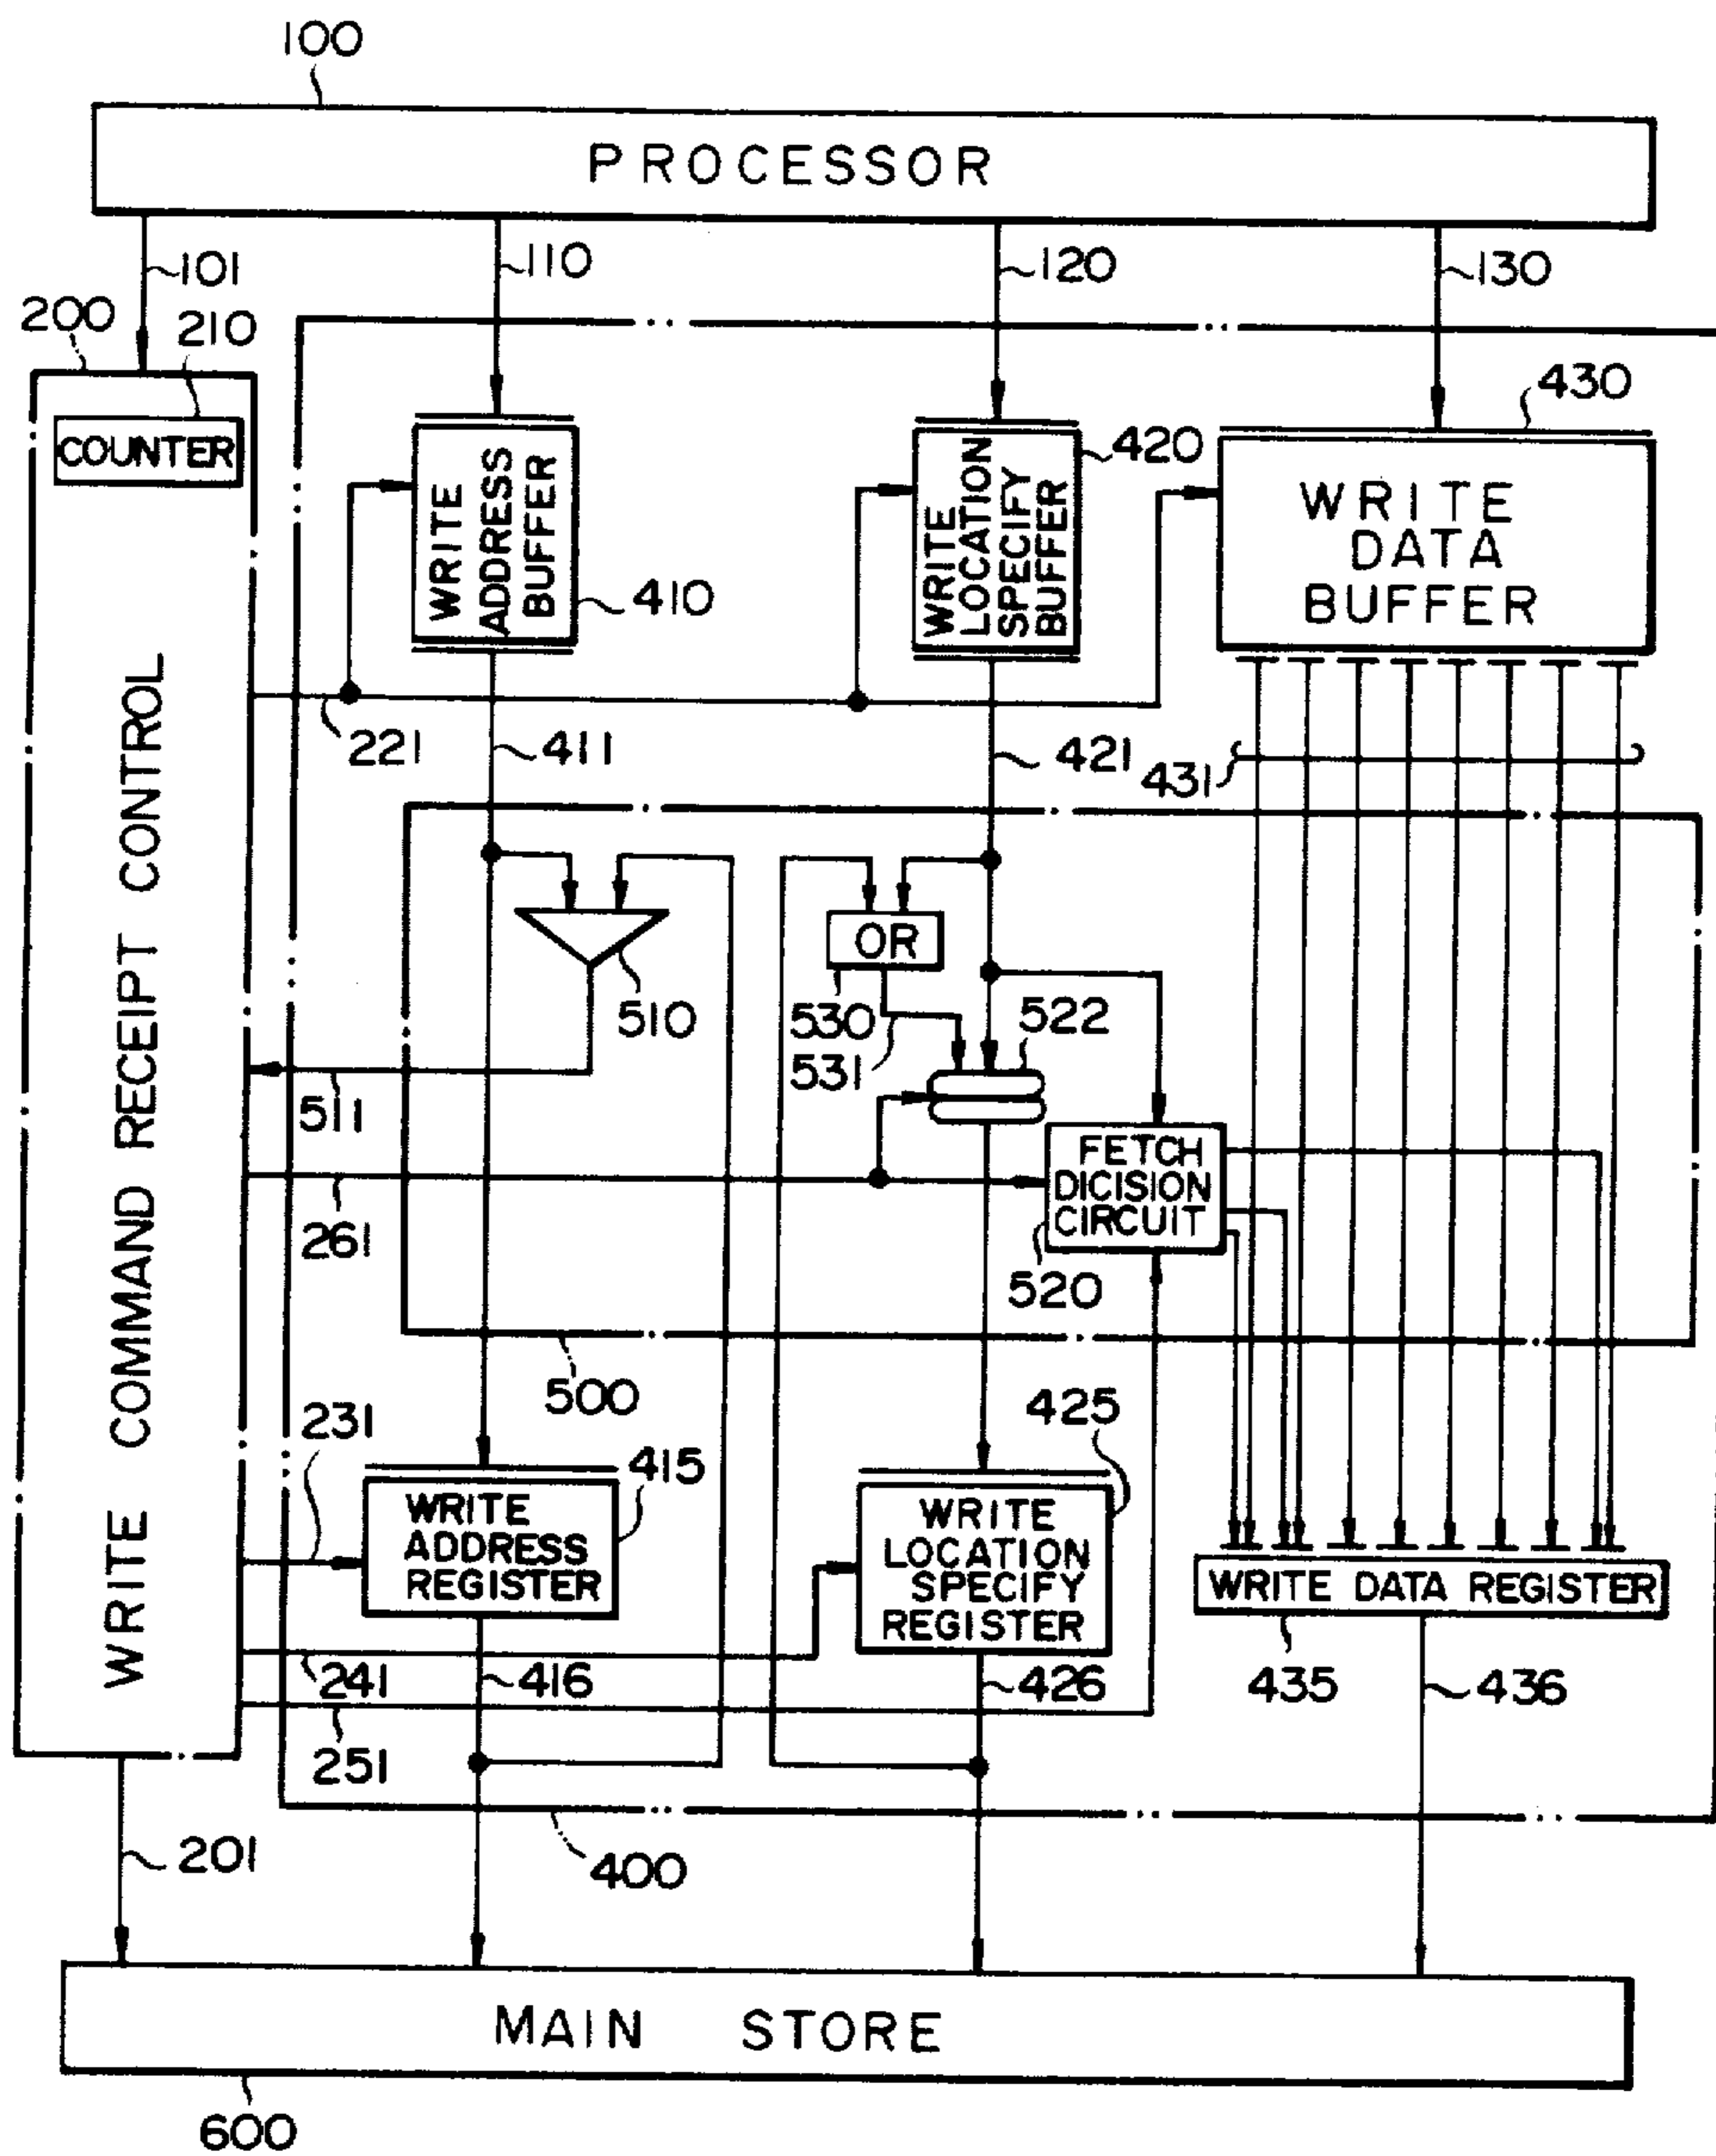 100
PROCESSOR
101
110
120
130
200
210
COUNTER
430
WRITE
ADDRESS
BUFFER
410
WRITE
LOCATION
SPECIFY
BUFFER
420
WRITE
DATA
BUFFER
221
411
421
431
WRITE COMMAND RECEIPT CONTROL
510
OR
530
531
522
511
261
FETCH
DICISION
CIRCUIT
520
500
231
415
425
WRITE
ADDRESS
REGISTER
WRITE
LOCATION
SPECIFY
REGISTER
WRITE DATA REGISTER
241
416
426
435
436
251
201
400
MAIN STORE
600